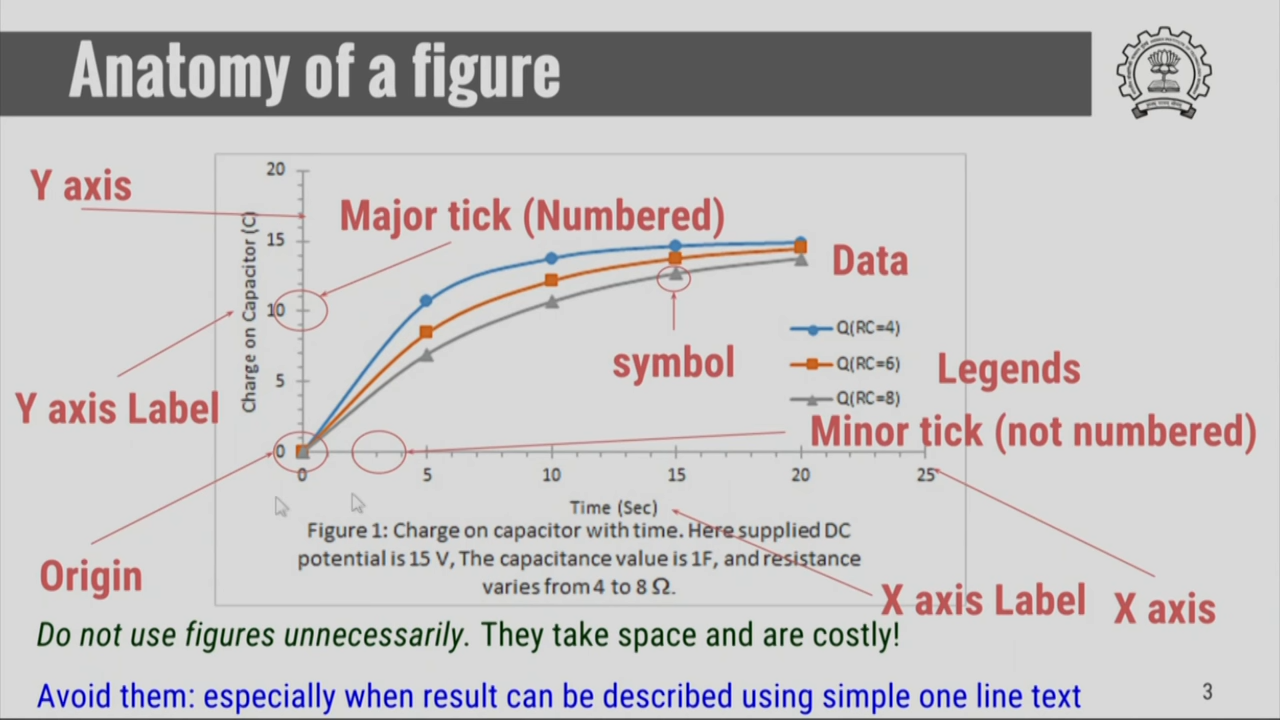 Anatomy of a figure
Y axis
20
Major tick (Numbered)
15
Data
10
Charge on Capacitor (C)
Q(RC=4)
symbol
Q(RC=6)
Legends
5
Q(RC=8)
Y axis Label
Minor tick (not numbered)
0
0 5 10 15 20 25
Time (Sec)
Figure 1: Charge on capacitor with time. Here supplied DC
potential is 15 V, The capacitance value is 1F, and resistance
varies from 4 to 8 Ω.
Origin
X axis Label
X axis
Do not use figures unnecessarily. They take space and are costly!
Avoid them: especially when result can be described using simple one line text
3